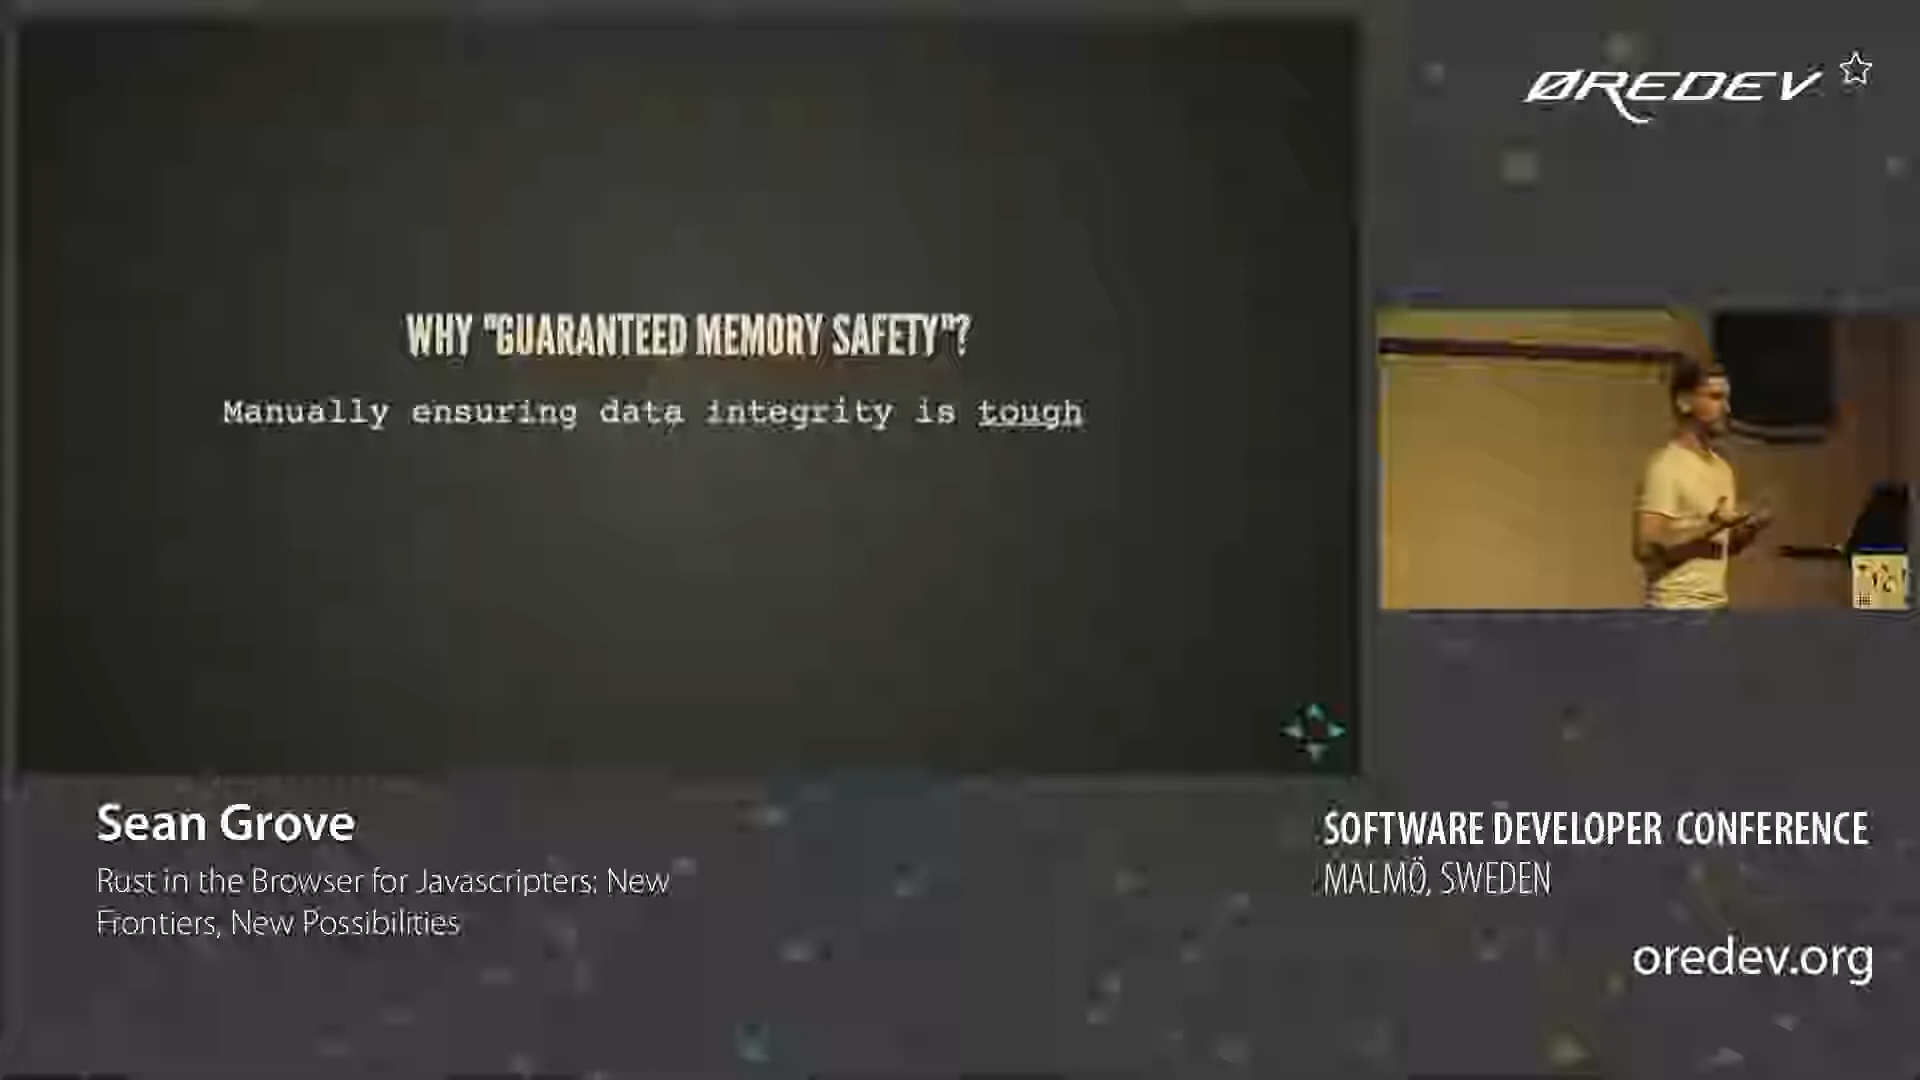 ØREDEV
WHY "GUARANTEED MEMORY SAFETY"?
Manually ensuring data integrity is tough
Sean Grove
Rust in the Browser for Javascripters: New
Frontiers, New Possibilities
SOFTWARE DEVELOPER CONFERENCE
MALMÖ, SWEDEN
oredev.org